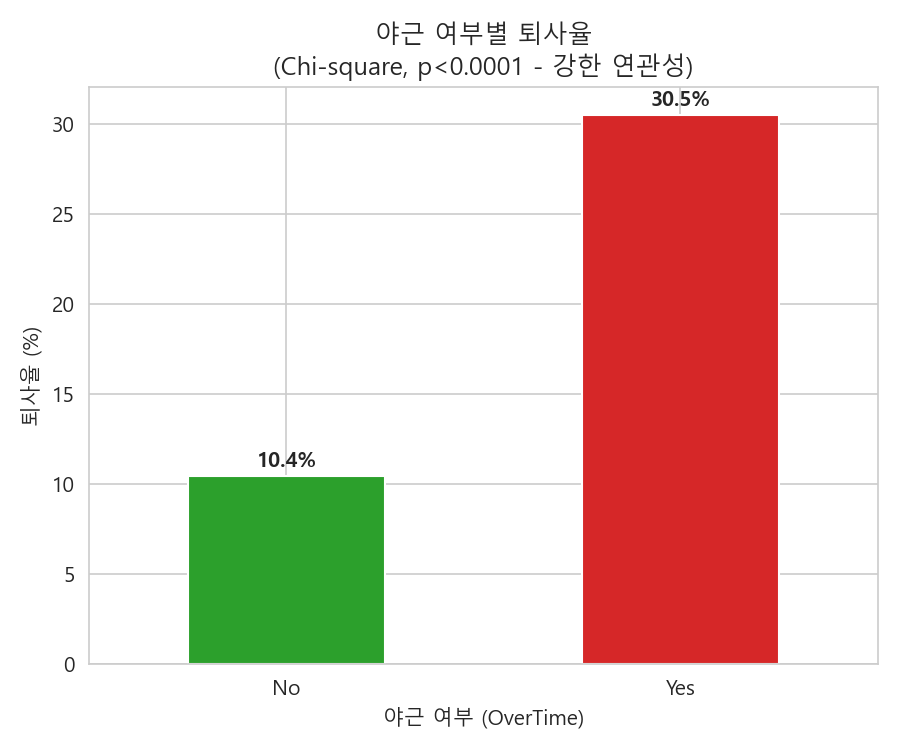 야근 여부별 퇴사율
(Chi-square, p<0.0001 - 강한 연관성)
퇴사율 (%)
30
25
20
15
10
5
0
10.4%
30.5%
No
Yes
야근 여부 (OverTime)